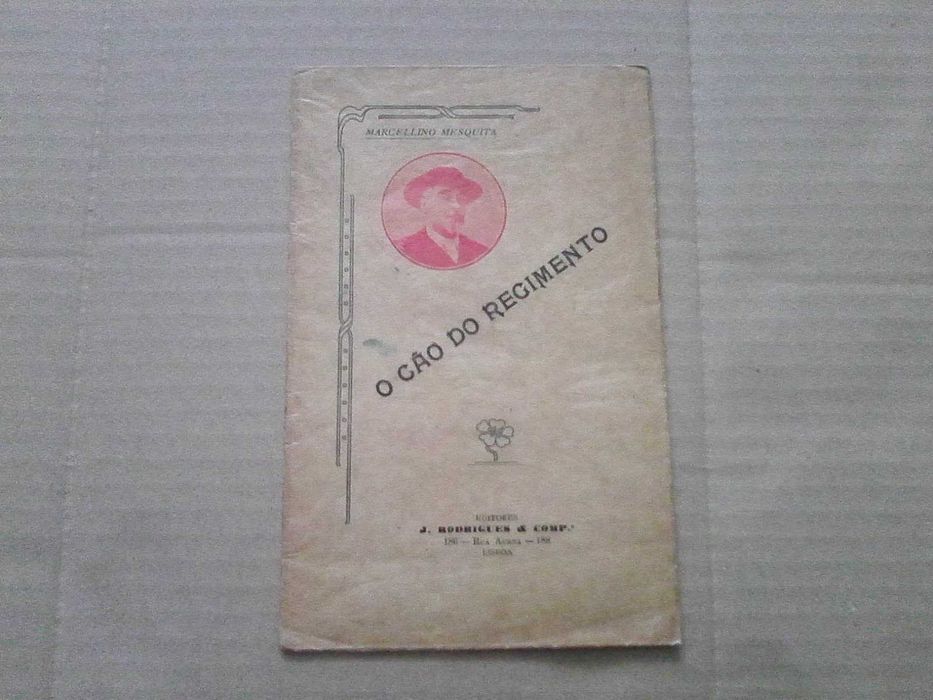 MARCELLINO MESQUITA
O CÃO DO REGIMENTO
EDITORES
J. RODRIGUES & COMP.ª
186 — RUA AUREA — 188
LISBOA